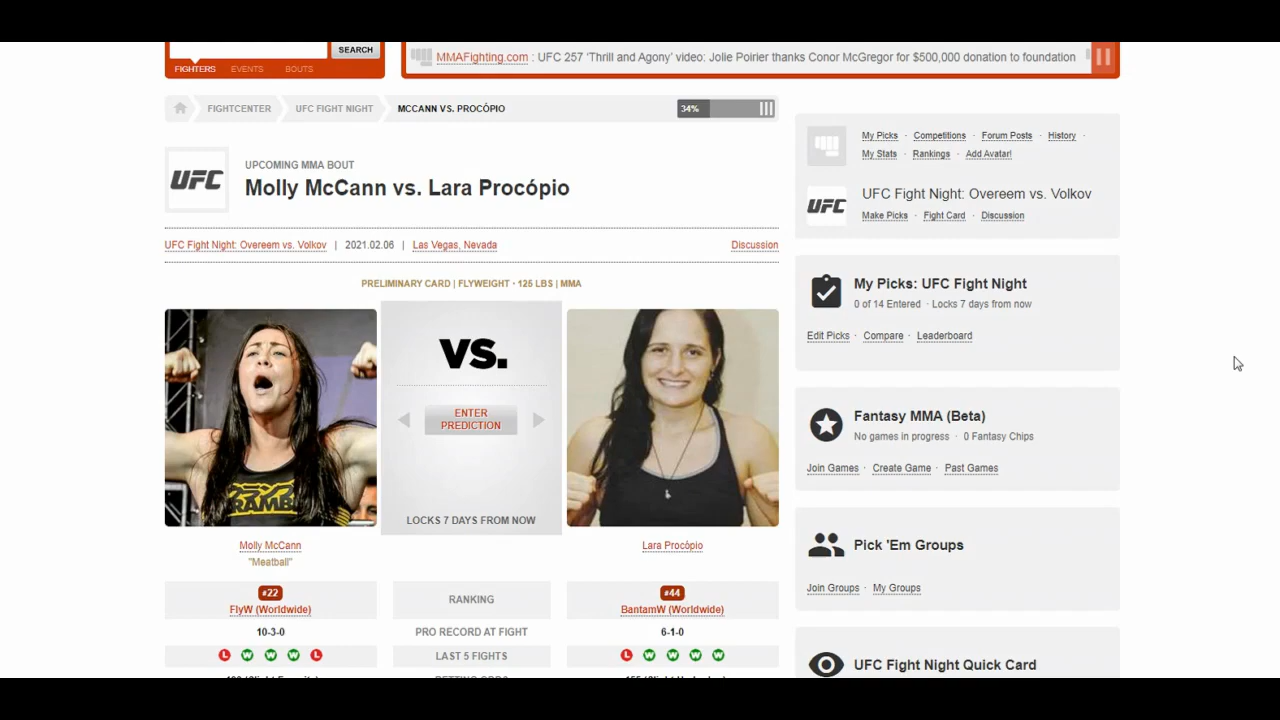 SEARCH
FIGHTERS EVENTS BOUTS
MMAFighting.com : UFC 257 ‘Thrill and Agony’ video: Jolie Poirier thanks Conor McGregor for $500,000 donation to foundation
FIGHTCENTER UFC FIGHT NIGHT MCCANN VS. PROCÓPIO 34%
UFC
UPCOMING MMA BOUT
Molly McCann vs. Lara Procópio
UFC Fight Night: Overeem vs. Volkov | 2021.02.06 | Las Vegas, Nevada Discussion
PRELIMINARY CARD | FLYWEIGHT · 125 LBS | MMA
VS.
ENTER
PREDICTION
LOCKS 7 DAYS FROM NOW
Molly McCann Lara Procópio
"Meatball"
#22 RANKING #44
FlyW (Worldwide) BantamW (Worldwide)
10-3-0 PRO RECORD AT FIGHT 6-1-0
L W W W L LAST 5 FIGHTS L W W W W
My Picks · Competitions · Forum Posts · History ·
My Stats · Rankings · Add Avatar!
UFC
UFC Fight Night: Overeem vs. Volkov
Make Picks · Fight Card · Discussion
My Picks: UFC Fight Night
0 of 14 Entered · Locks 7 days from now
Edit Picks · Compare · Leaderboard
Fantasy MMA (Beta)
No games in progress · 0 Fantasy Chips
Join Games · Create Game · Past Games
Pick 'Em Groups
Join Groups · My Groups
UFC Fight Night Quick Card